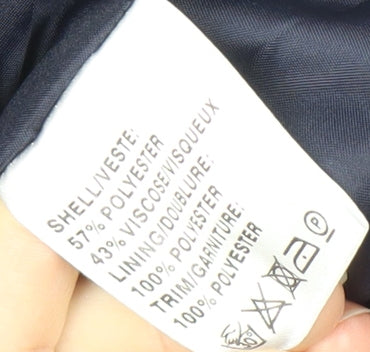 SHELL/VESTE:
57% POLYESTER
43% VISCOSE/VISQUEUX
LINING/DOUBLURE:
100% POLYESTER
TRIM/GARNITURE:
100% POLYESTER
P